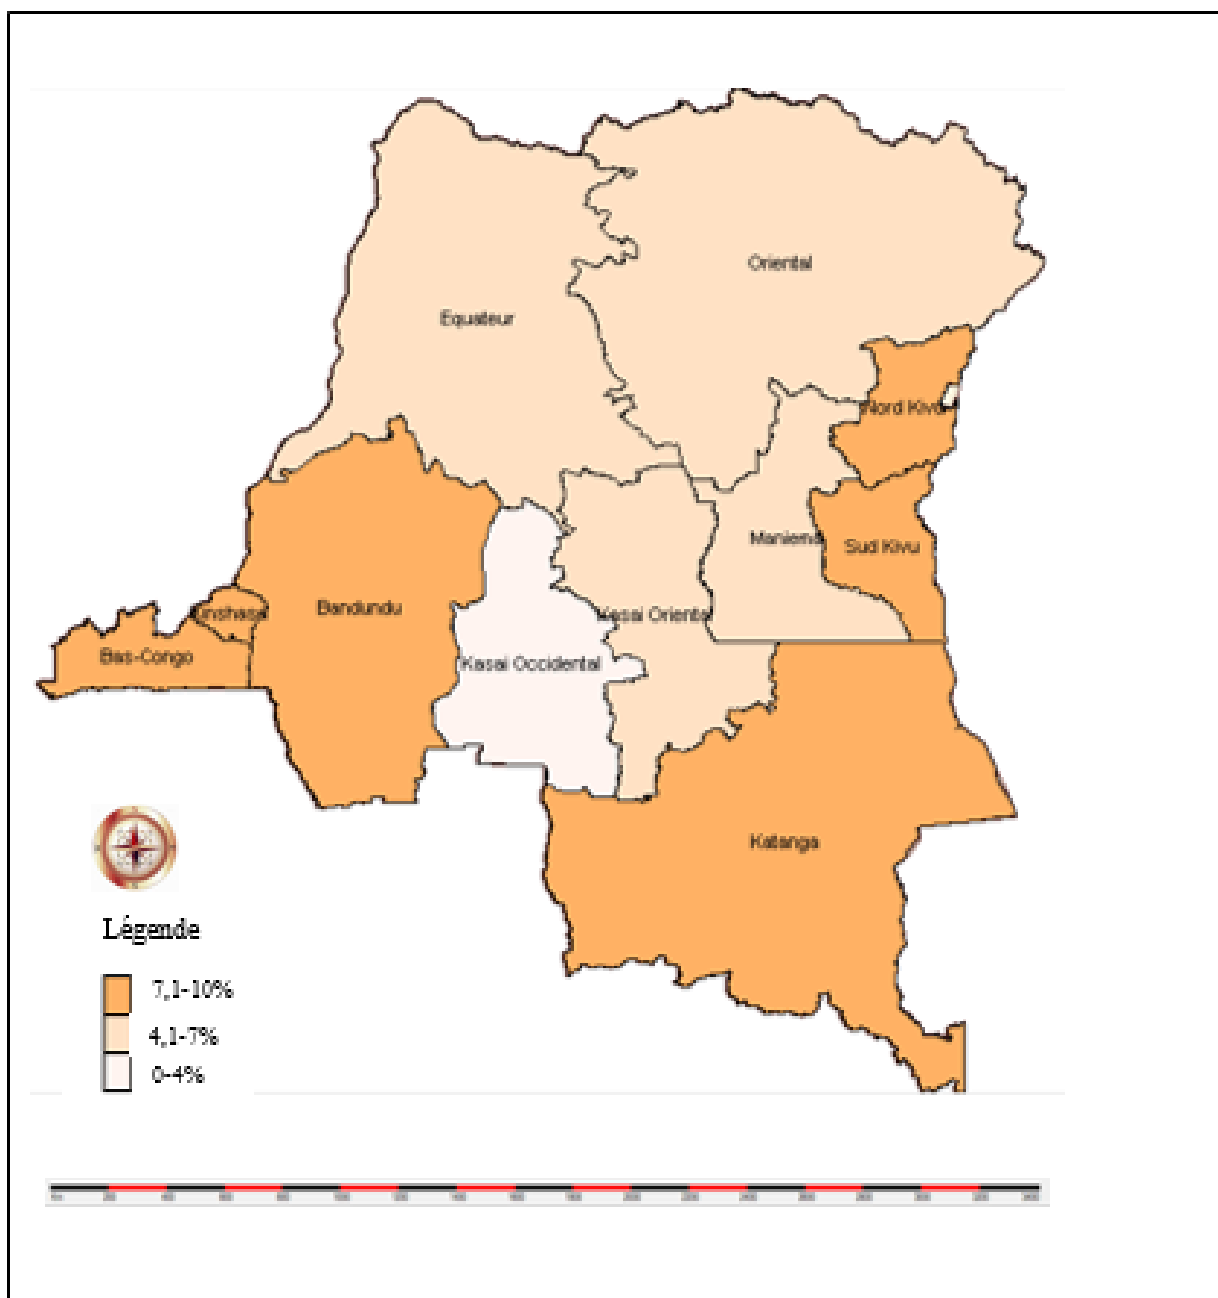 Oriental
Equateur
Nord Kivu
Maniema
Sud Kivu
Bandundu
Kinshasa
Kasai Oriental
Bas-Congo
Kasai Occidental
Katanga
Légende
7,1-10%
4,1-7%
0-4%